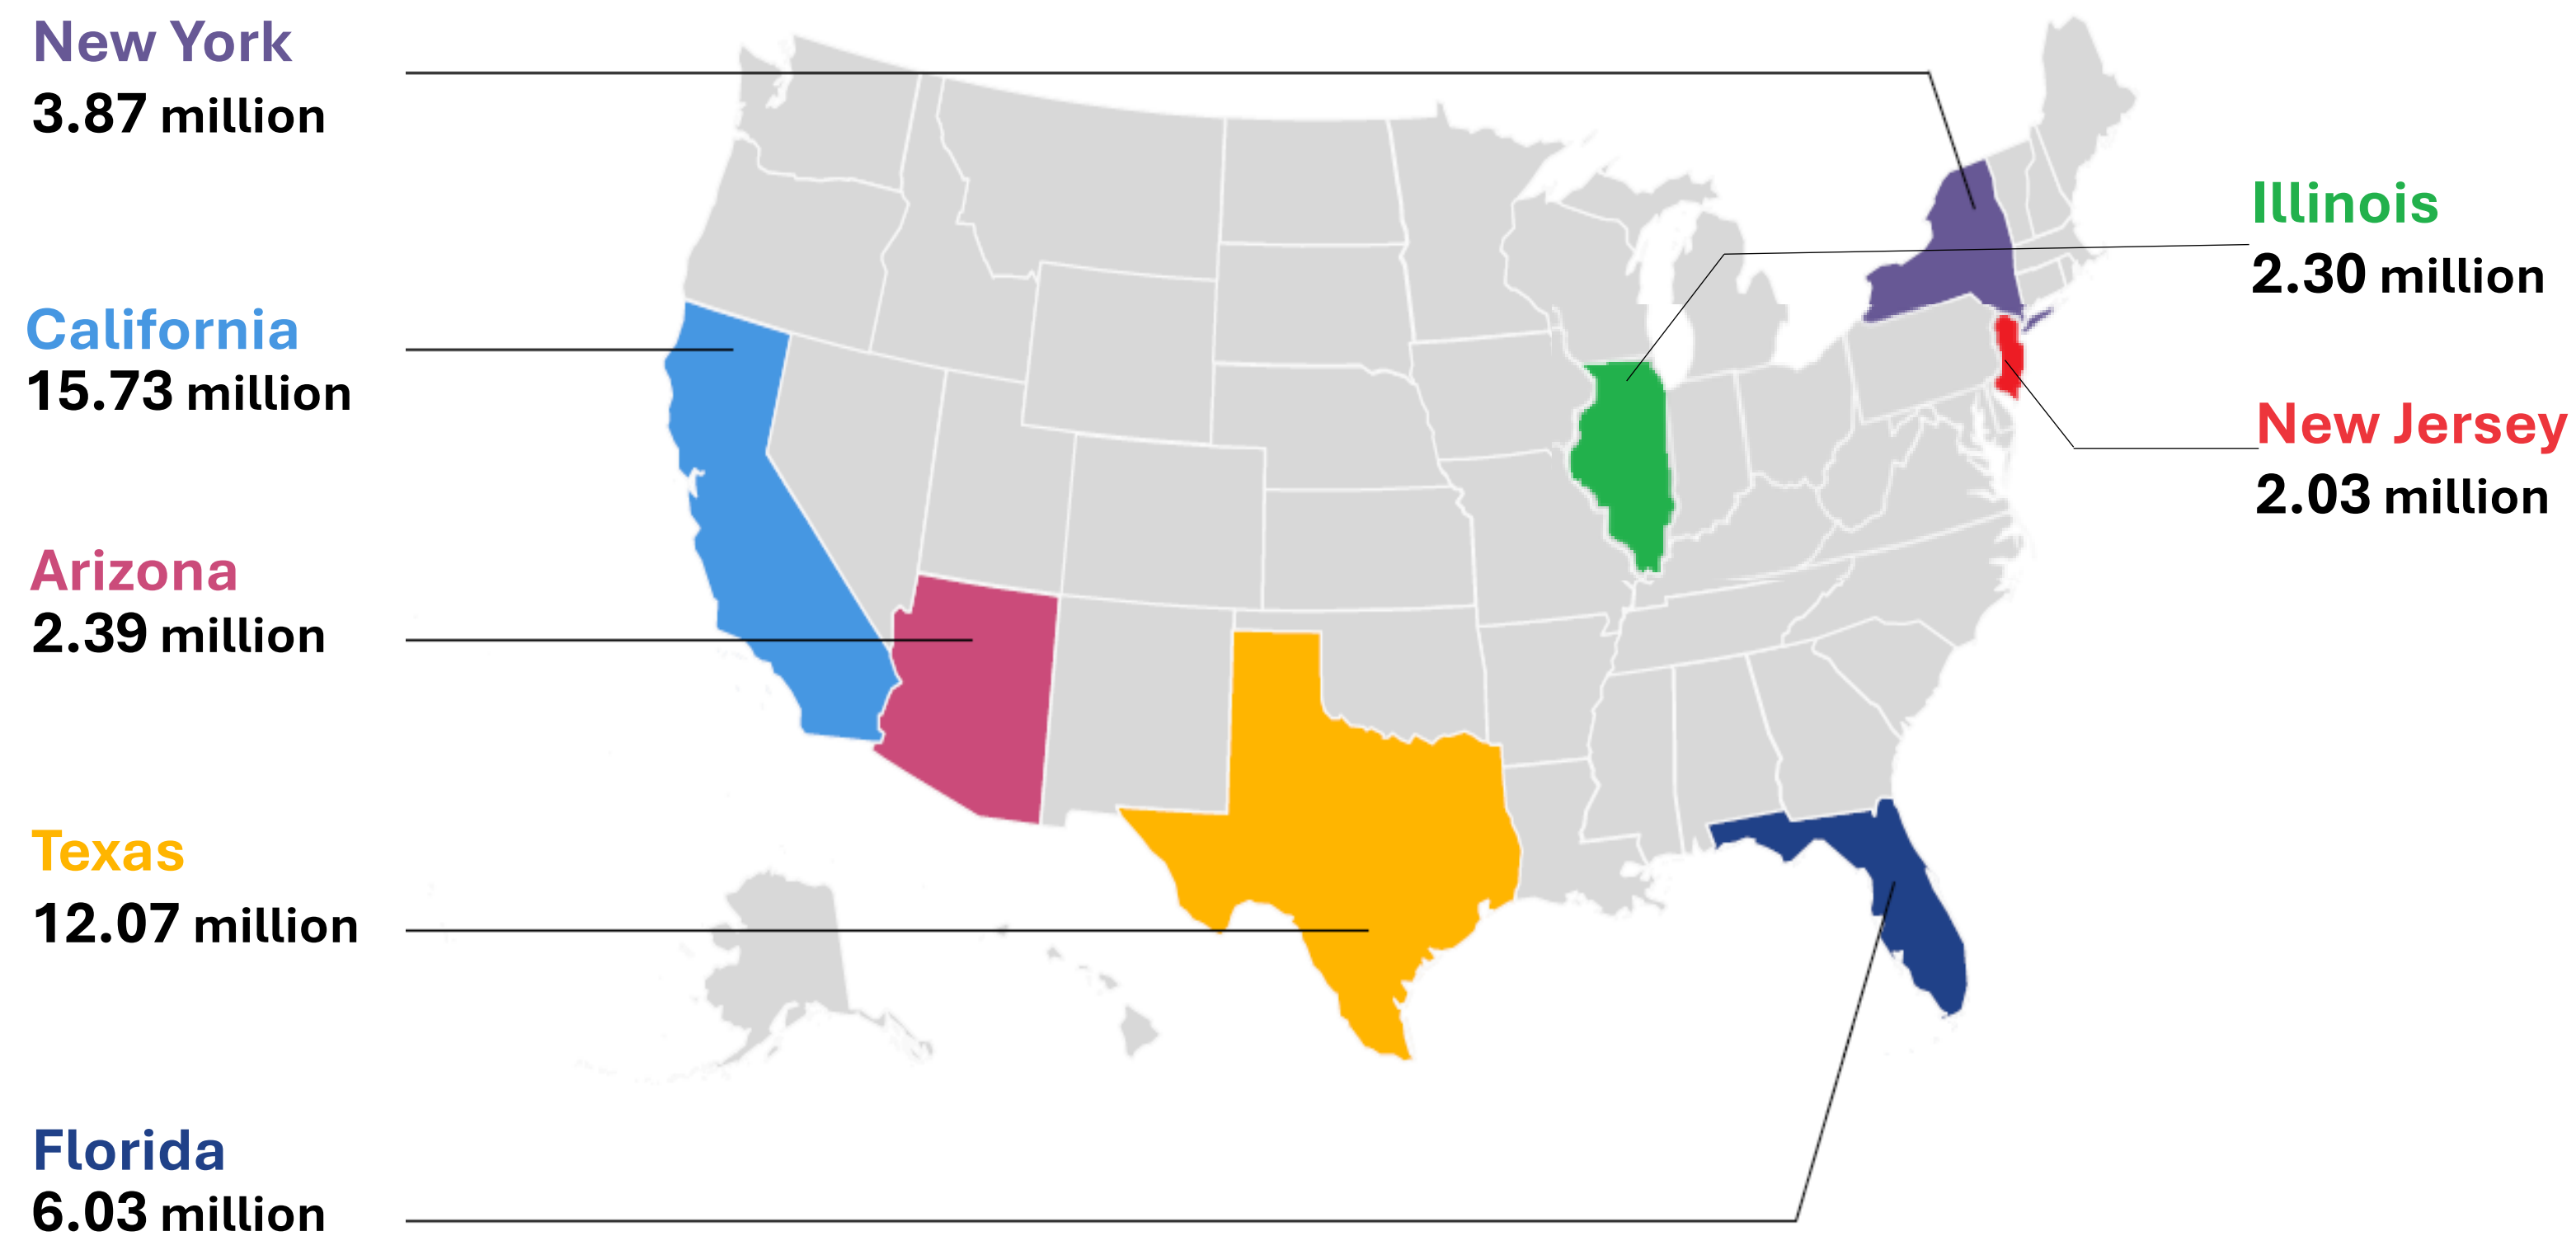 New York
3.87 million
California
15.73 million
Arizona
2.39 million
Texas
12.07 million
Florida
6.03 million
Illinois
2.30 million
New Jersey
2.03 million